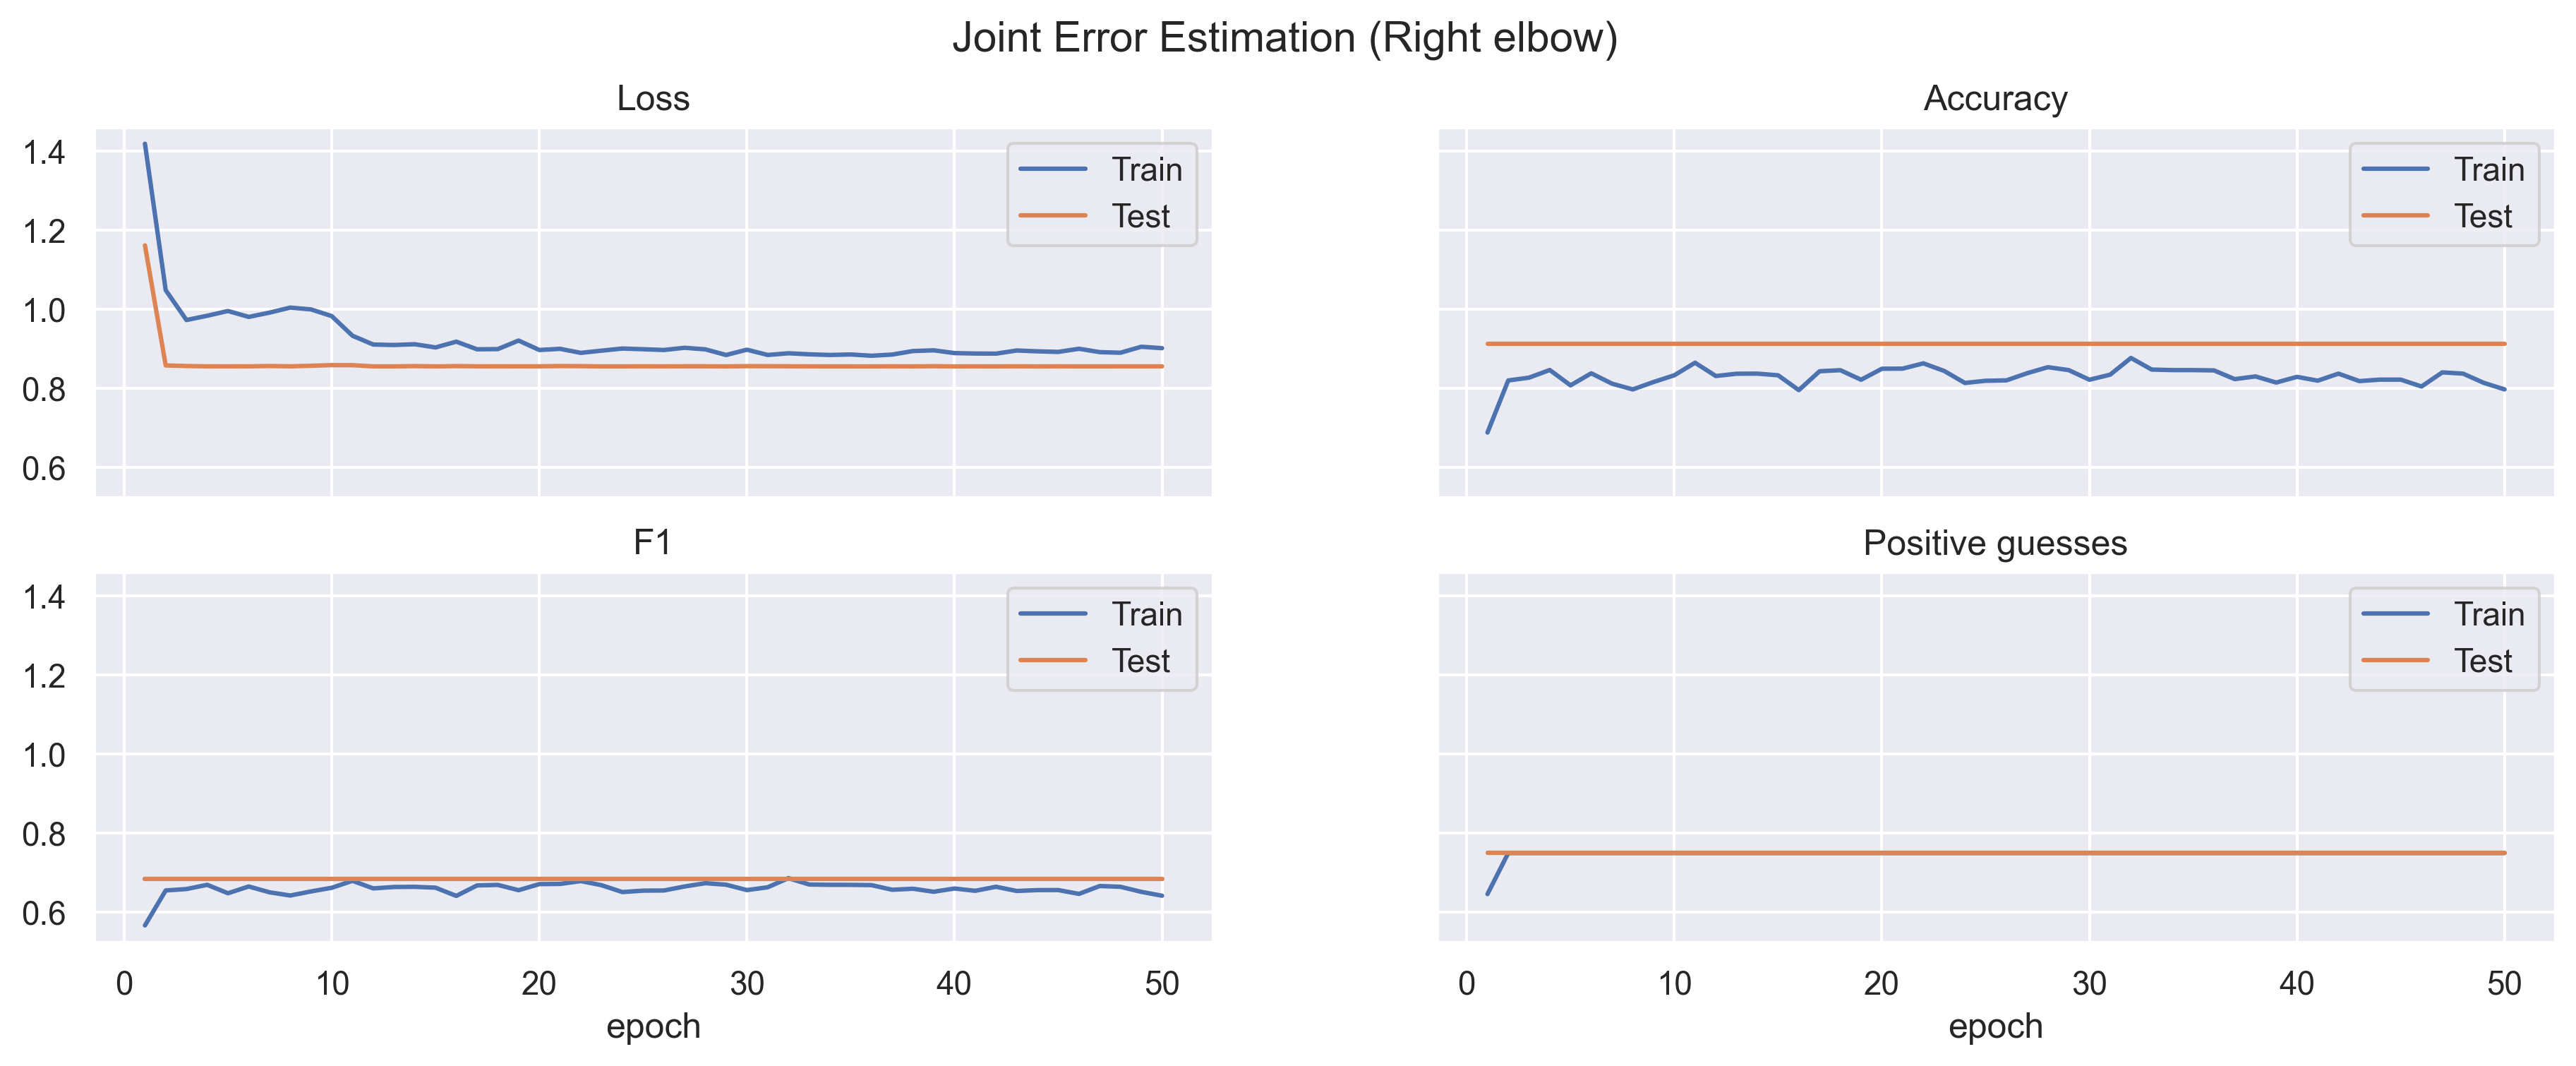 Joint Error Estimation (Right elbow)
Loss
1.4
1.2
1.0
0.8
0.6
Train
Test
Accuracy
Train
Test
F1
1.4
1.2
1.0
0.8
0.6
Train
Test
0 10 20 30 40 50
epoch
Positive guesses
Train
Test
0 10 20 30 40 50
epoch